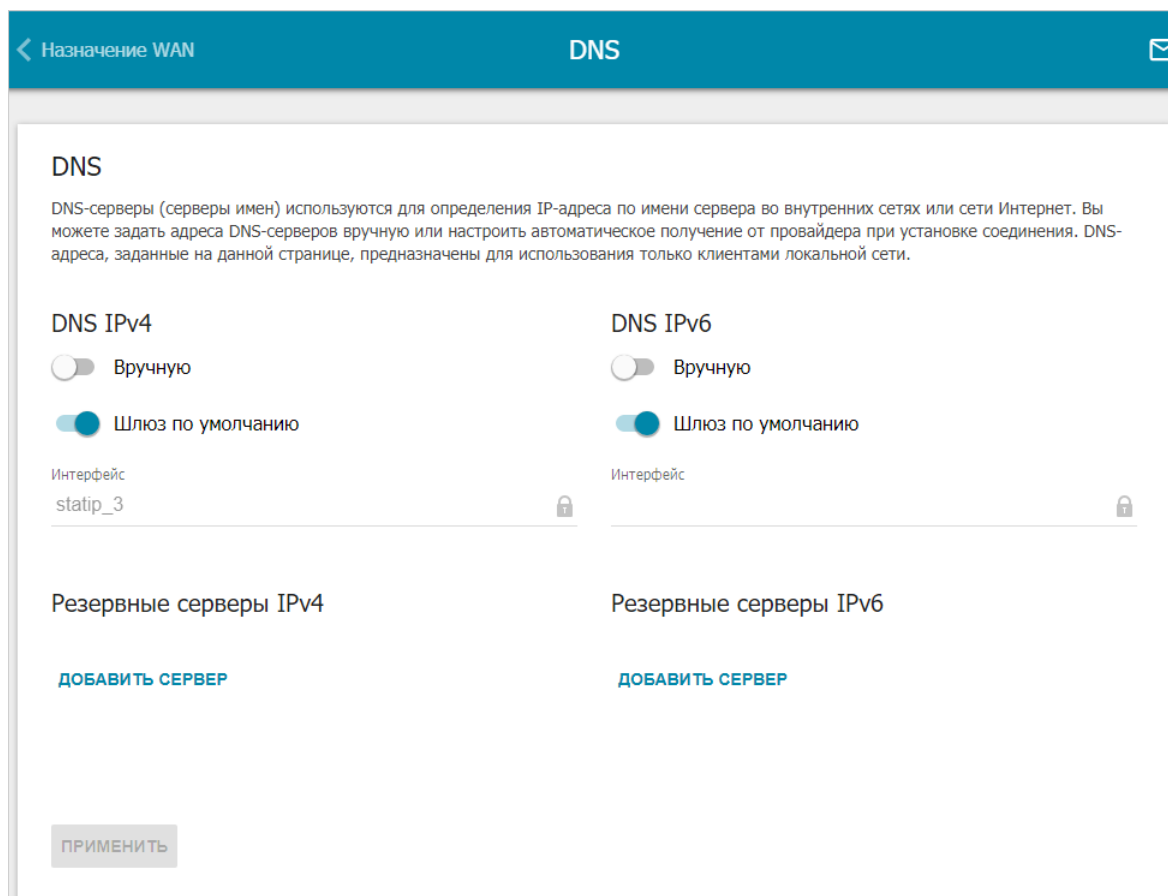 Назначение WAN
DNS
DNS
DNS-серверы (серверы имен) используются для определения IP-адреса по имени сервера во внутренних сетях или сети Интернет. Вы
можете задать адреса DNS-серверов вручную или настроить автоматическое получение от провайдера при установке соединения. DNS-
адреса, заданные на данной странице, предназначены для использования только клиентами локальной сети.
DNS IPv4
Вручную
Шлюз по умолчанию
Интерфейс
statip_3
Резервные серверы IPv4
ДОБАВИТЬ СЕРВЕР
DNS IPv6
Вручную
Шлюз по умолчанию
Интерфейс
Резервные серверы IPv6
ДОБАВИТЬ СЕРВЕР
ПРИМЕНИТЬ